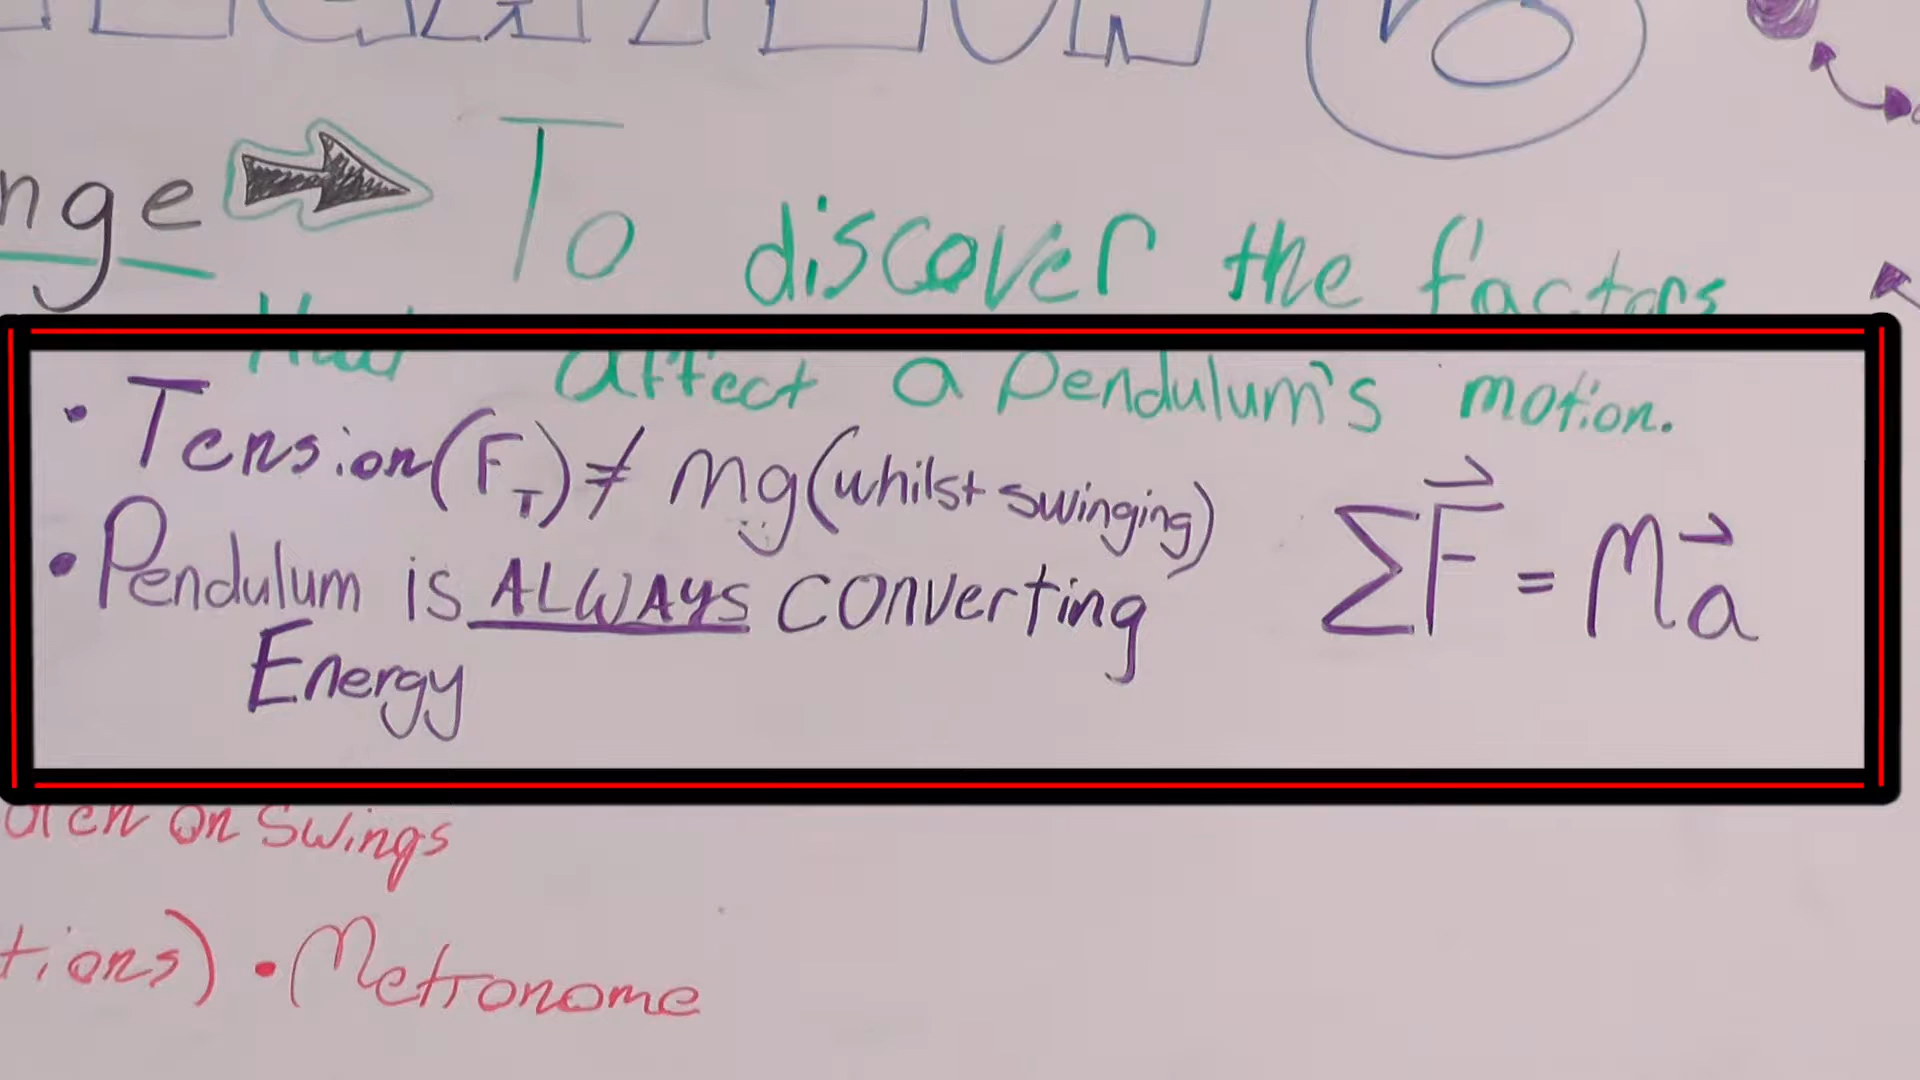 nge To discover the factors
affect a pendulum's motion.
• Tension (F_T) ≠ mg (whilst swinging)
• Pendulum is ALWAYS converting
Energy
ΣF⃗ = ma⃗
on swings
tions) • Metronome